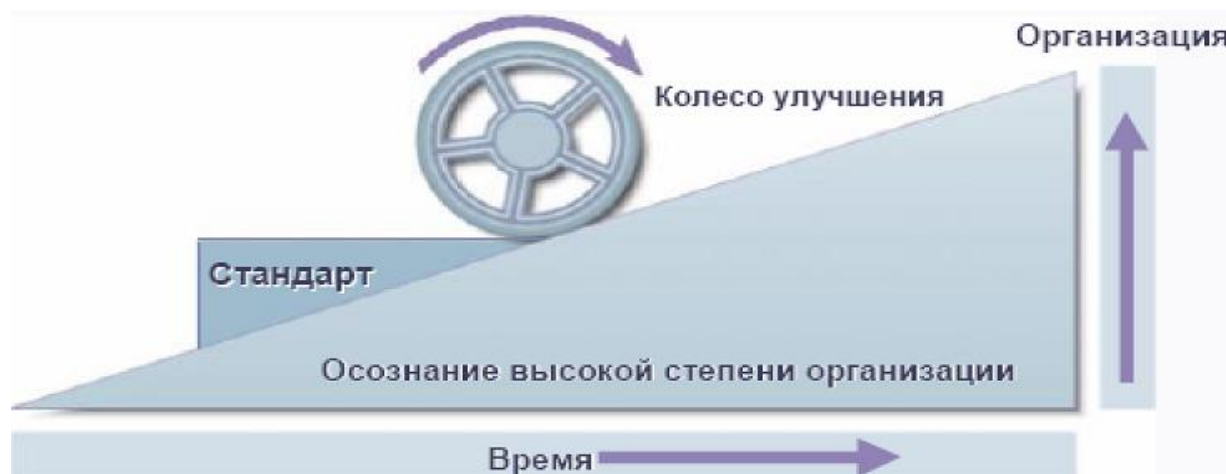 Организация
Колесо улучшения
Стандарт
Осознание высокой степени организации
Время